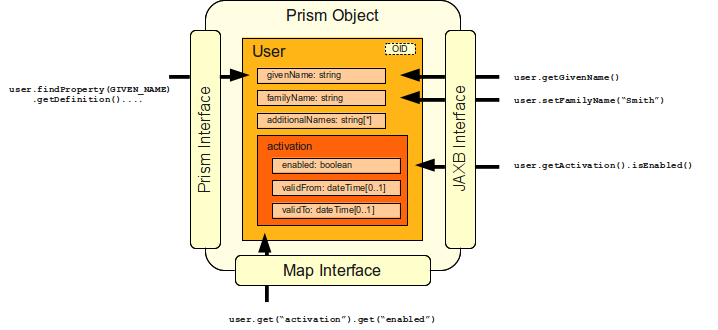 Prism Object
User
OID
givenName: string
familyName: string
additionalNames: string[*]
activation
enabled: boolean
validFrom: dateTime[0..1]
validTo: dateTime[0..1]
Prism Interface
JAXB Interface
Map Interface
user.findProperty(GIVEN_NAME)
.getDefinition()....
user.getGivenName()
user.setFamilyName(“Smith”)
user.getActivation().isEnabled()
user.get(“activation”).get(“enabled”)